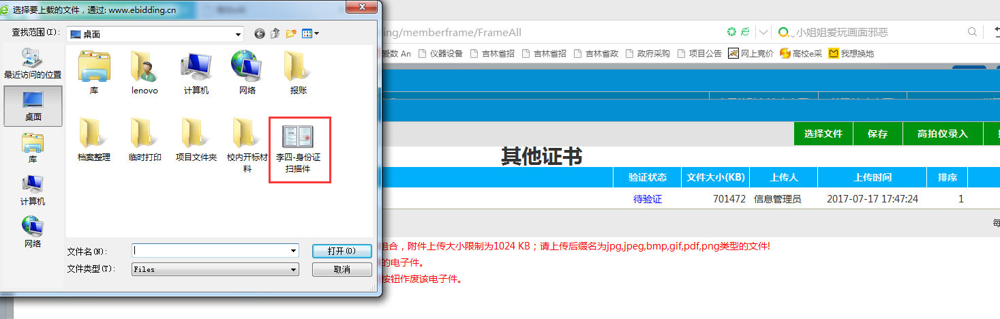 选择要上载的文件，通过: www.ebidding.cn
查找范围(I):
桌面
最近访问的位置
桌面
库
计算机
网络
库
lenovo
计算机
网络
报账
档案整理
临时打印
项目文件夹
校内开标材
料
李四-身份证
扫描件
文件名(N):
打开(O)
文件类型(T):
Files
取消
ing/memberframe/FrameAll
小姐姐爱玩画面邪恶
爱数 An
仪器设备
吉林省招
吉林省招
吉林省政
政府采购
项目公告
网上竞价
高校e采
我想换地
选择文件
保存
高拍仪录入
其他证书
验证状态
文件大小(KB)
上传人
上传时间
排序
待验证
701472
信息管理员
2017-07-17 17:47:24
1
每
组合，附件上传大小限制为1024 KB；请上传后缀名为jpg,jpeg,bmp,gif,pdf,png类型的文件!
的电子件。
按钮作废该电子件。